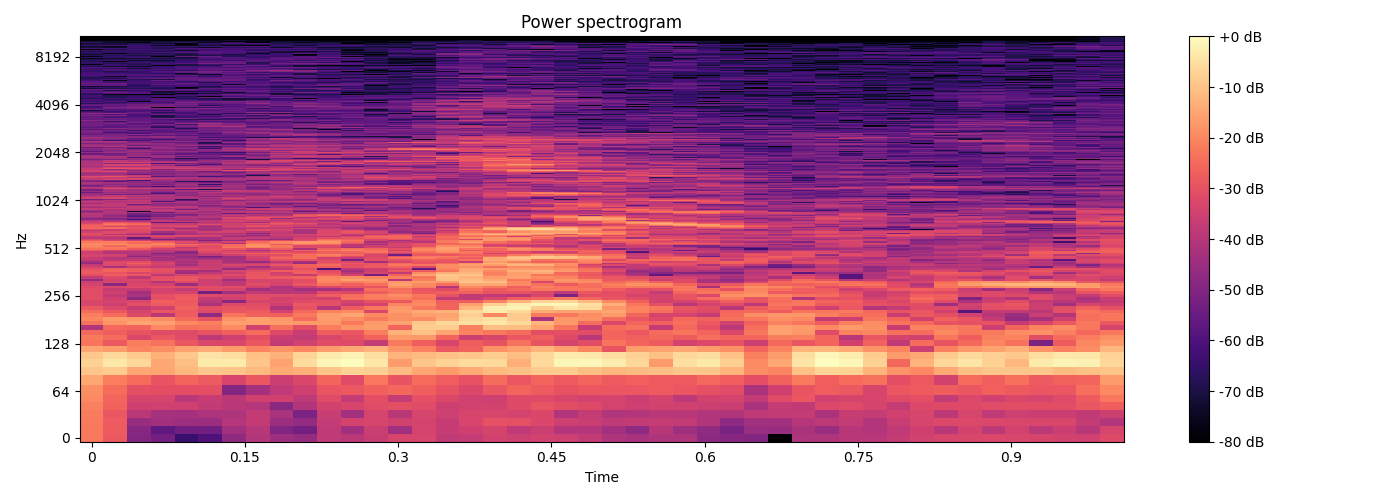 Power spectrogram
Hz
8192
4096
2048
1024
512
256
128
64
0
0 0.15 0.3 0.45 0.6 0.75 0.9
Time
+0 dB
-10 dB
-20 dB
-30 dB
-40 dB
-50 dB
-60 dB
-70 dB
-80 dB